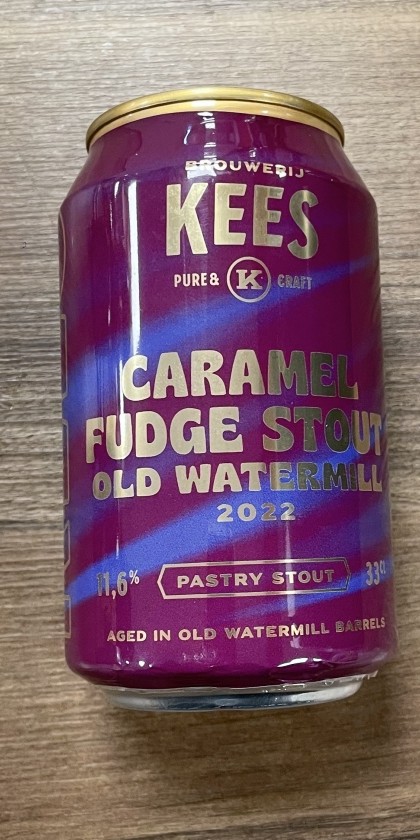 BROUWERIJ
KEES
PURE & K CRAFT
CARAMEL
FUDGE STOUT
OLD WATERMILL
2022
11,6% PASTRY STOUT 33cl
AGED IN OLD WATERMILL BARRELS